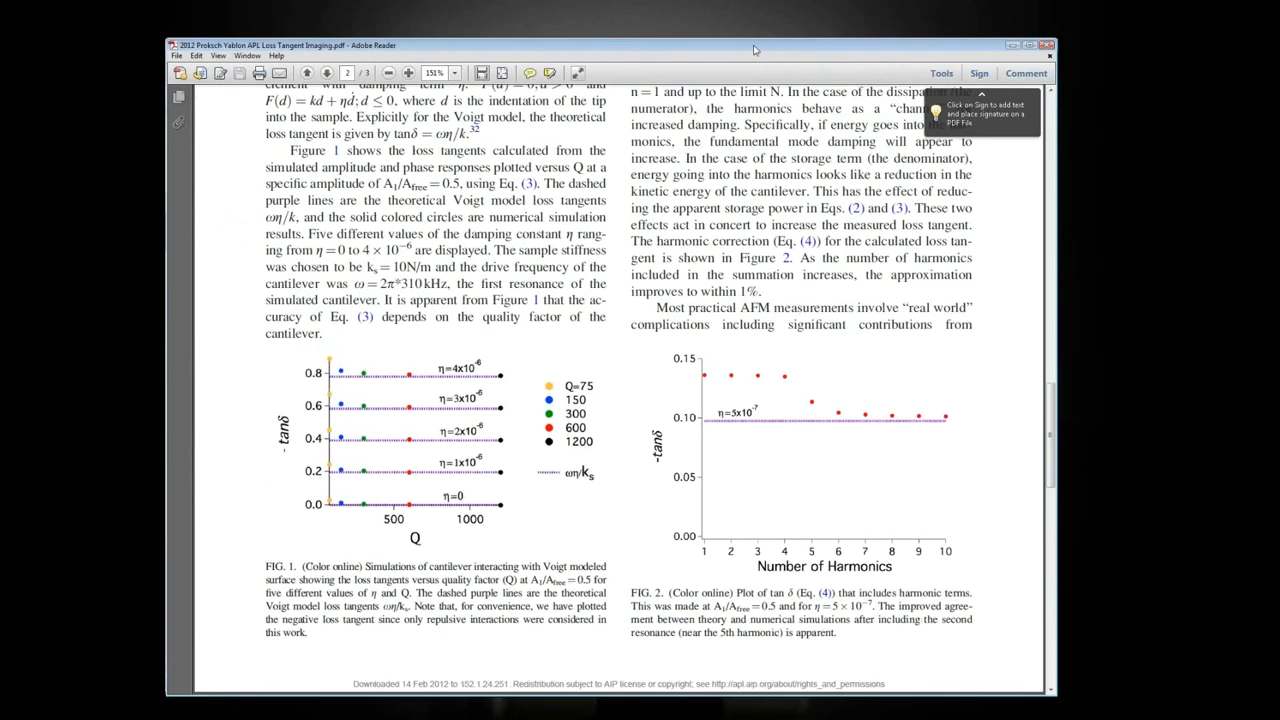 2012 Proksch Yablon APL Loss Tangent Imaging.pdf - Adobe Reader
File Edit View Window Help
2 / 3 151% Tools Sign Comment
Click on Sign to add text
and place signature on a
PDF File
F(d) = kd + ηḋ; d ≤ 0, where d is the indentation of the tip
into the sample. Explicitly for the Voigt model, the theoretical
loss tangent is given by tanδ = ωη/k.32
Figure 1 shows the loss tangents calculated from the
simulated amplitude and phase responses plotted versus Q at a
specific amplitude of A1/Afree = 0.5, using Eq. (3). The dashed
purple lines are the theoretical Voigt model loss tangents
ωη/k, and the solid colored circles are numerical simulation
results. Five different values of the damping constant η rang-
ing from η = 0 to 4 × 10−6 are displayed. The sample stiffness
was chosen to be ks = 10N/m and the drive frequency of the
cantilever was ω = 2π*310 kHz, the first resonance of the
simulated cantilever. It is apparent from Figure 1 that the ac-
curacy of Eq. (3) depends on the quality factor of the
cantilever.
0.8
0.6
0.4
0.2
0.0
- tanδ
η=4x10-6
η=3x10-6
η=2x10-6
η=1x10-6
η=0
500 1000
Q
Q=75
150
300
600
1200
ωη/ks
FIG. 1. (Color online) Simulations of cantilever interacting with Voigt modeled
surface showing the loss tangents versus quality factor (Q) at A1/Afree = 0.5 for
five different values of η and Q. The dashed purple lines are the theoretical
Voigt model loss tangents ωη/ks. Note that, for convenience, we have plotted
the negative loss tangent since only repulsive interactions were considered in
this work.
n = 1 and up to the limit N. In the case of the dissipation (the
numerator), the harmonics behave as a “chan
increased damping. Specifically, if energy goes into
monics, the fundamental mode damping will appear to
increase. In the case of the storage term (the denominator),
energy going into the harmonics looks like a reduction in the
kinetic energy of the cantilever. This has the effect of reduc-
ing the apparent storage power in Eqs. (2) and (3). These two
effects act in concert to increase the measured loss tangent.
The harmonic correction (Eq. (4)) for the calculated loss tan-
gent is shown in Figure 2. As the number of harmonics
included in the summation increases, the approximation
improves to within 1%.
Most practical AFM measurements involve “real world”
complications including significant contributions from
0.15
0.10
0.05
0.00
-tanδ
η=5x10-7
1 2 3 4 5 6 7 8 9 10
Number of Harmonics
FIG. 2. (Color online) Plot of tan δ (Eq. (4)) that includes harmonic terms.
This was made at A1/Afree = 0.5 and for η = 5 × 10−7. The improved agree-
ment between theory and numerical simulations after including the second
resonance (near the 5th harmonic) is apparent.
Downloaded 14 Feb 2012 to 152.1.24.251. Redistribution subject to AIP license or copyright; see http://apl.aip.org/about/rights_and_permissions